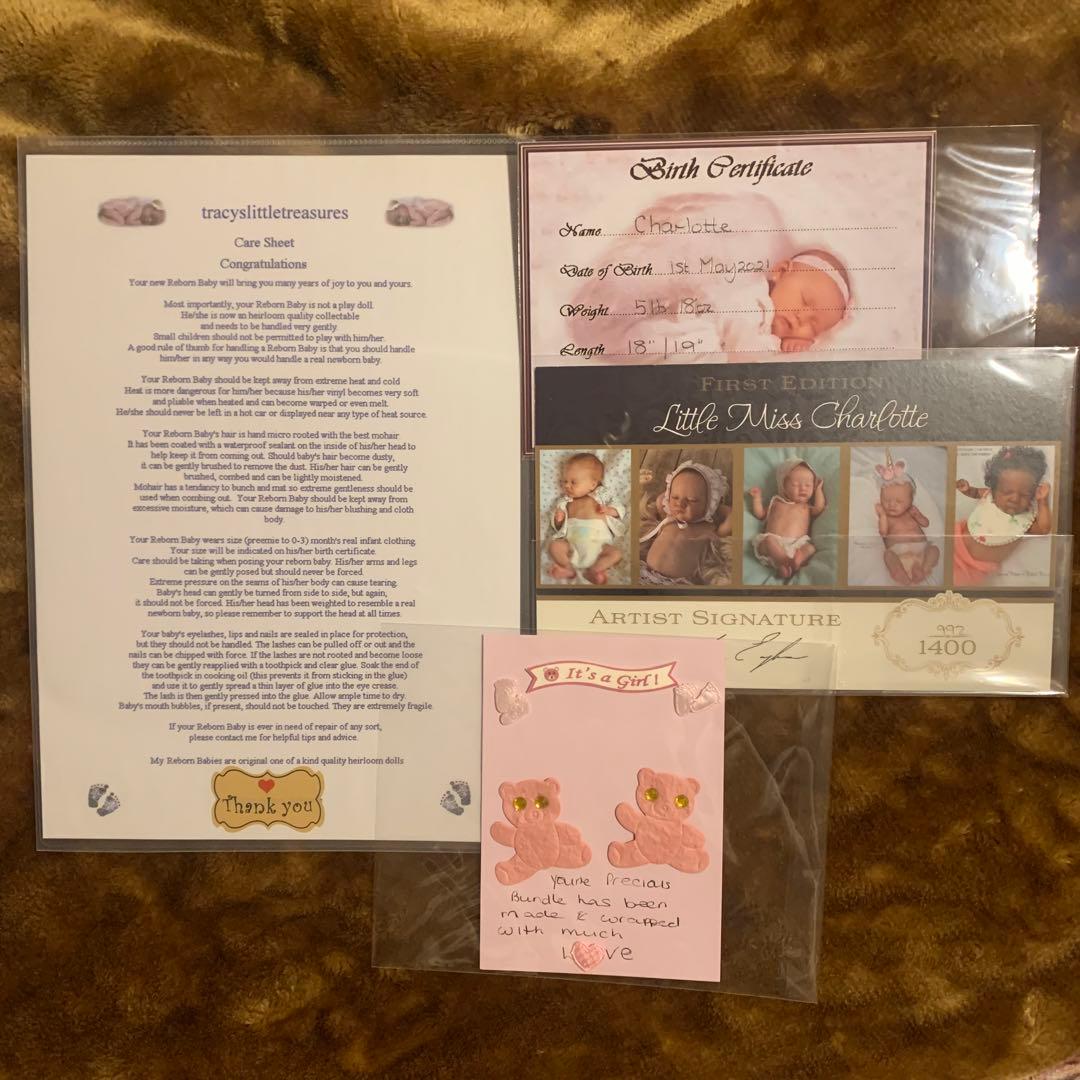 tracyslittletreasures
Care Sheet
Congratulations
Your new Reborn Baby will bring you many years of joy to you and yours.
Most importantly, your Reborn Baby is not a play doll.
He/she is now an heirloom quality collectable
and needs to be handled very gently.
Small children should not be permitted to play with him/her.
A good rule of thumb for handling a Reborn Baby is that you should handle
him/her in any way you would handle a real newborn baby.
Your Reborn Baby should be kept away from extreme heat and cold
Heat is more dangerous for him/her because his/her vinyl becomes very soft
and pliable when heated and can become warped or even melt.
He/she should never be left in a hot car or displayed near any type of heat source.
Your Reborn Baby's hair is hand micro rooted with the best mohair
It has been coated with a waterproof sealant on the inside of his/her head to
help keep it from coming out. Should baby's hair become dusty,
it can be gently brushed to remove the dust. His/her hair can be gently
brushed, combed and can be lightly moistened.
Mohair has a tendancy to bunch and mat so extreme gentleness should be
used when combing out. Your Reborn Baby should be kept away from
excessive moisture, which can cause damage to his/her blushing and cloth
body.
Your Reborn Baby wears size (preemie to 0-3) month's real infant clothing.
Your size will be indicated on his/her birth certificate.
Care should be taking when posing your reborn baby. His/her arms and legs
can be gently posed but should never be forced.
Extreme pressure on the seams of his/her body can cause tearing.
Baby's head can gently be turned from side to side, but again,
it should not be forced. His/her head has been weighted to resemble a real
newborn baby, so please remember to support the head at all times.
Your baby's eyelashes, lips and nails are sealed in place for protection,
but they should not be handled. The lashes can be pulled off or out and the
nails can be chipped with force. If the lashes are not rooted and become loose
they can be gently reapplied with a toothpick and clear glue. Soak the end of
the toothpick in cooking oil (this prevents it from sticking in the glue)
and use it to gently spread a thin layer of glue into the eye crease.
The lash is then gently pressed into the glue. Allow ample time to dry.
Baby's mouth bubbles, if present, should not be touched. They are extremely fragile.
If your Reborn Baby is ever in need of repair of any sort,
please contact me for helpful tips and advice.
My Reborn Babies are original one of a kind quality heirloom dolls
Thank you
Birth Certificate
Name Charlotte
Date of Birth 1st May 2021
Weight 5lb 18oz
Length 18" / 19"
First Edition
Little Miss Charlotte
Artist Signature
992
1400
It's a Girl!
Youre Precials
Bundle has been
made & wrapped
with much
Love